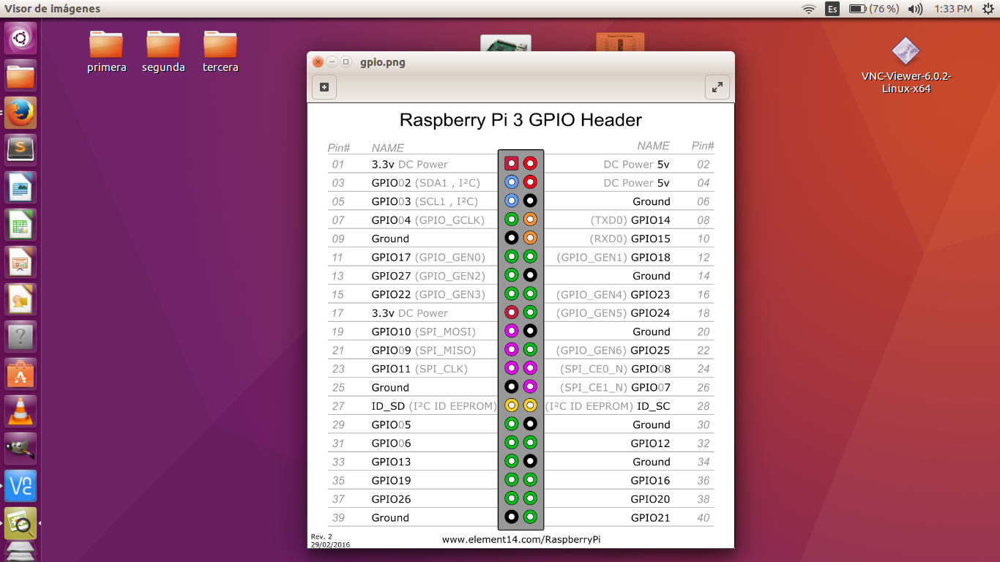 Visor de imágenes
Es (76 %) 1:33 PM
primera segunda tercera
VNC-Viewer-6.0.2-
Linux-x64
gpio.png
Raspberry Pi 3 GPIO Header
Pin# NAME NAME Pin#
01 3.3v DC Power DC Power 5v 02
03 GPIO02 (SDA1 , I²C) DC Power 5v 04
05 GPIO03 (SCL1 , I²C) Ground 06
07 GPIO04 (GPIO_GCLK) (TXD0) GPIO14 08
09 Ground (RXD0) GPIO15 10
11 GPIO17 (GPIO_GEN0) (GPIO_GEN1) GPIO18 12
13 GPIO27 (GPIO_GEN2) Ground 14
15 GPIO22 (GPIO_GEN3) (GPIO_GEN4) GPIO23 16
17 3.3v DC Power (GPIO_GEN5) GPIO24 18
19 GPIO10 (SPI_MOSI) Ground 20
21 GPIO09 (SPI_MISO) (GPIO_GEN6) GPIO25 22
23 GPIO11 (SPI_CLK) (SPI_CE0_N) GPIO08 24
25 Ground (SPI_CE1_N) GPIO07 26
27 ID_SD (I²C ID EEPROM) (I²C ID EEPROM) ID_SC 28
29 GPIO05 Ground 30
31 GPIO06 GPIO12 32
33 GPIO13 Ground 34
35 GPIO19 GPIO16 36
37 GPIO26 GPIO20 38
39 Ground GPIO21 40
Rev. 2
29/02/2016
www.element14.com/RaspberryPi